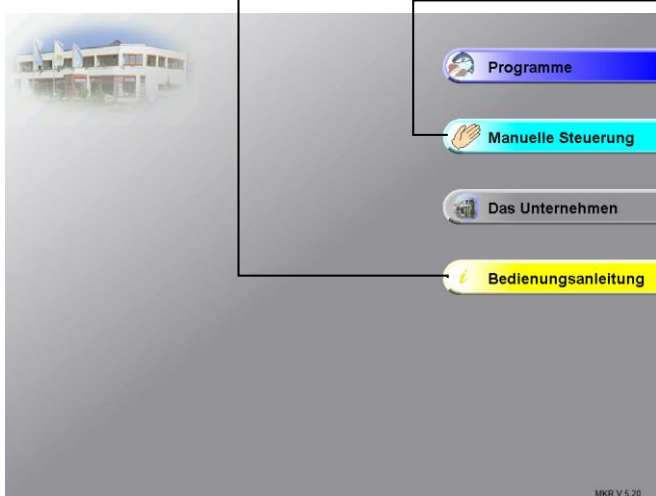 Programme
Manuelle Steuerung
Das Unternehmen
Bedienungsanleitung
MKR V 5.20